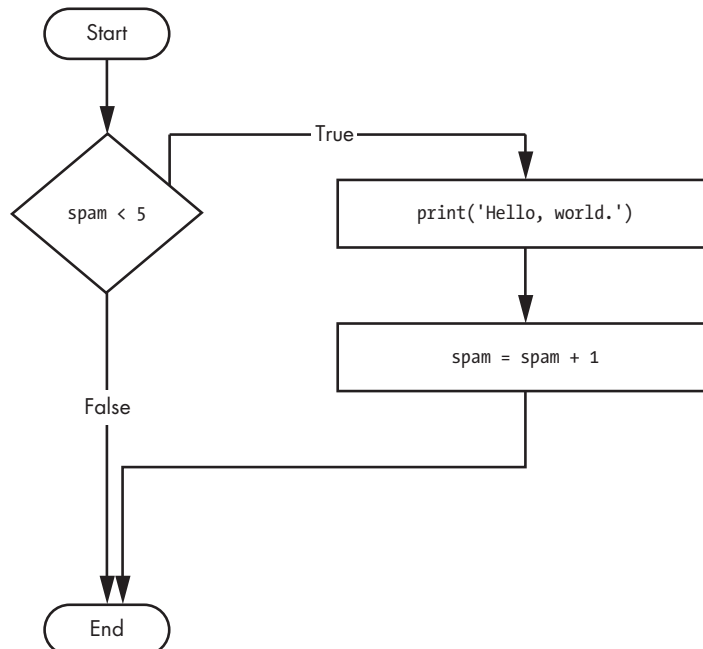 Start
True
spam < 5
print('Hello, world.')
spam = spam + 1
False
End